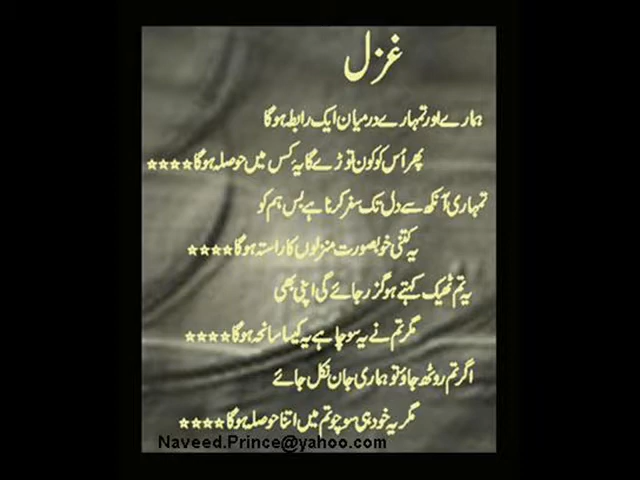 غزل
ہمارے اور تمہارے درمیان ایک رابطہ ہوگا
پھر اُس کو کون توڑے گا یہ کس میں حوصلہ ہوگا ****
تمہاری آنکھ سے دل تک سفر کرنا ہے بس ہم کو
یہ کتنی خوبصورت منزلوں کا راستہ ہوگا ****
یہ تم ٹھیک کہتے ہو گزر جائے گی اپنی بھی
مگر تم نے یہ سوچا ہے یہ کیسا سانحہ ہوگا ****
اگر تم روٹھ جاؤ تو ہماری جان نکل جائے
مگر یہ خود ہی سوچو تم میں اتنا حوصلہ ہوگا ****
Naveed.Prince@yahoo.com